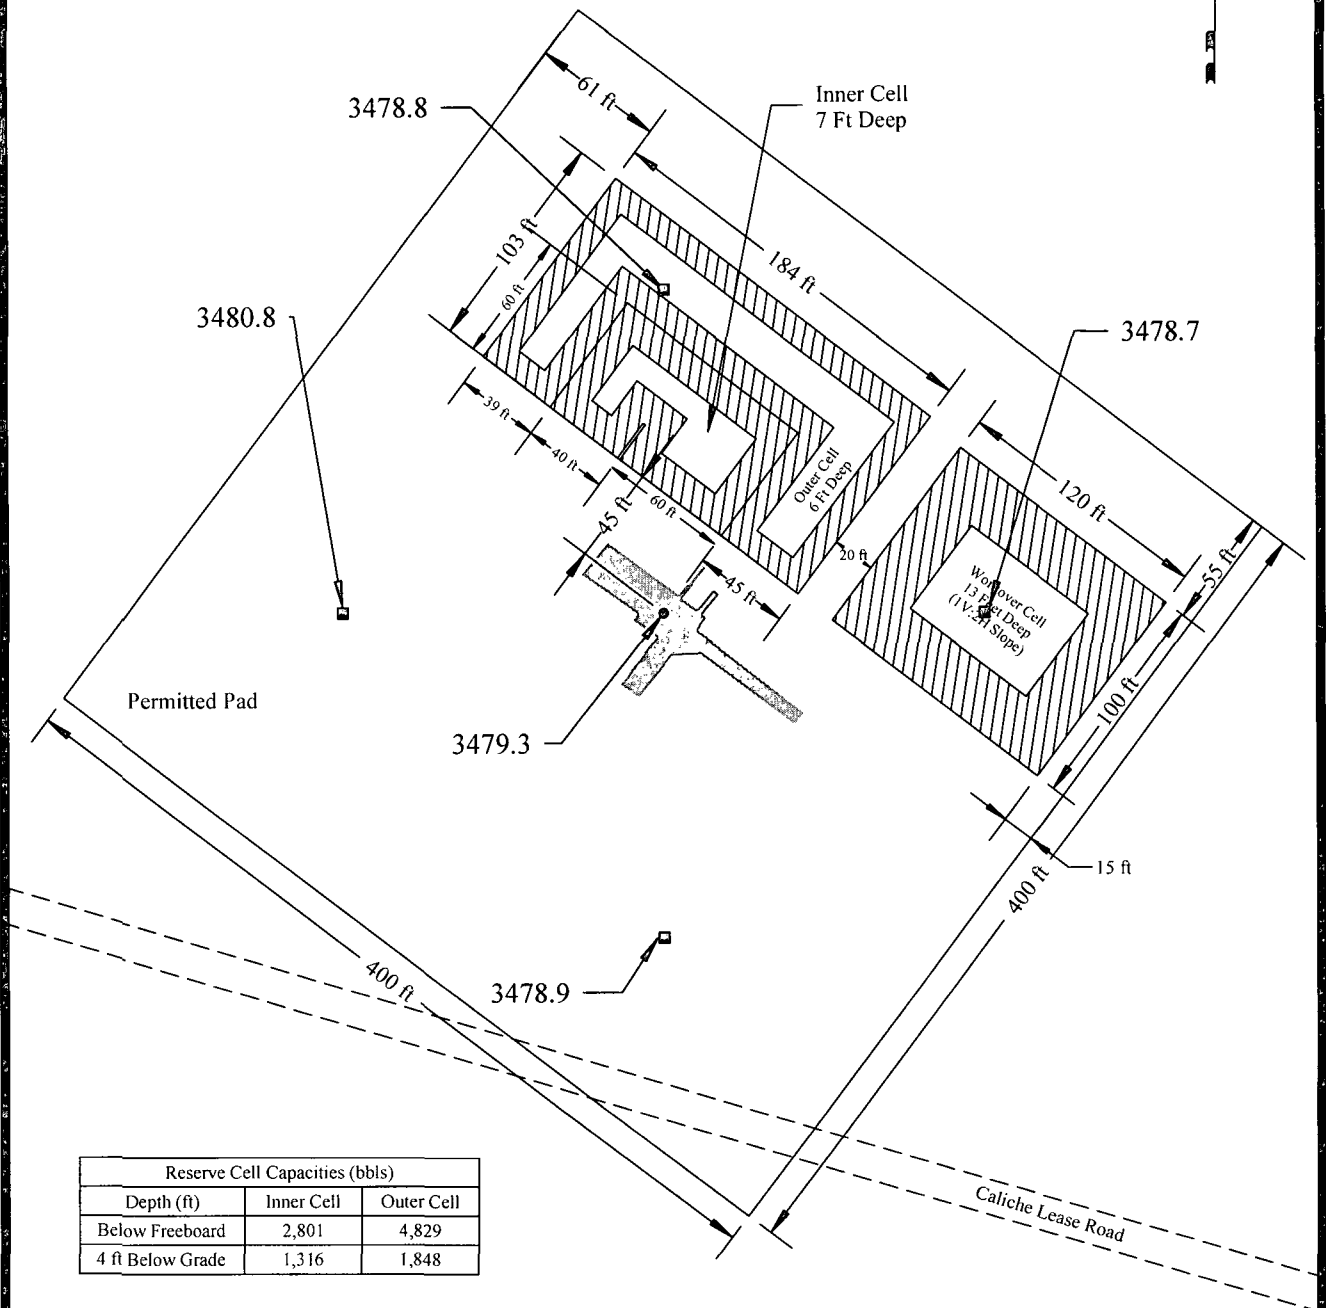 61 ft
3478.8
Inner Cell
7 Ft Deep
103 ft
184 ft
60 ft
3480.8
3478.7
39 ft
40 ft
60 ft
45 ft
45 ft
Outer Cell
6 Ft Deep
20 ft
120 ft
55 ft
Workover Cell
13 Feet Deep
(1V:2H Slope)
100 ft
Permitted Pad
3479.3
15 ft
400 ft
400 ft
3478.9
Reserve Cell Capacities (bbls)
Depth (ft) Inner Cell Outer Cell
Below Freeboard 2,801 4,829
4 ft Below Grade 1,316 1,848
Caliche Lease Road